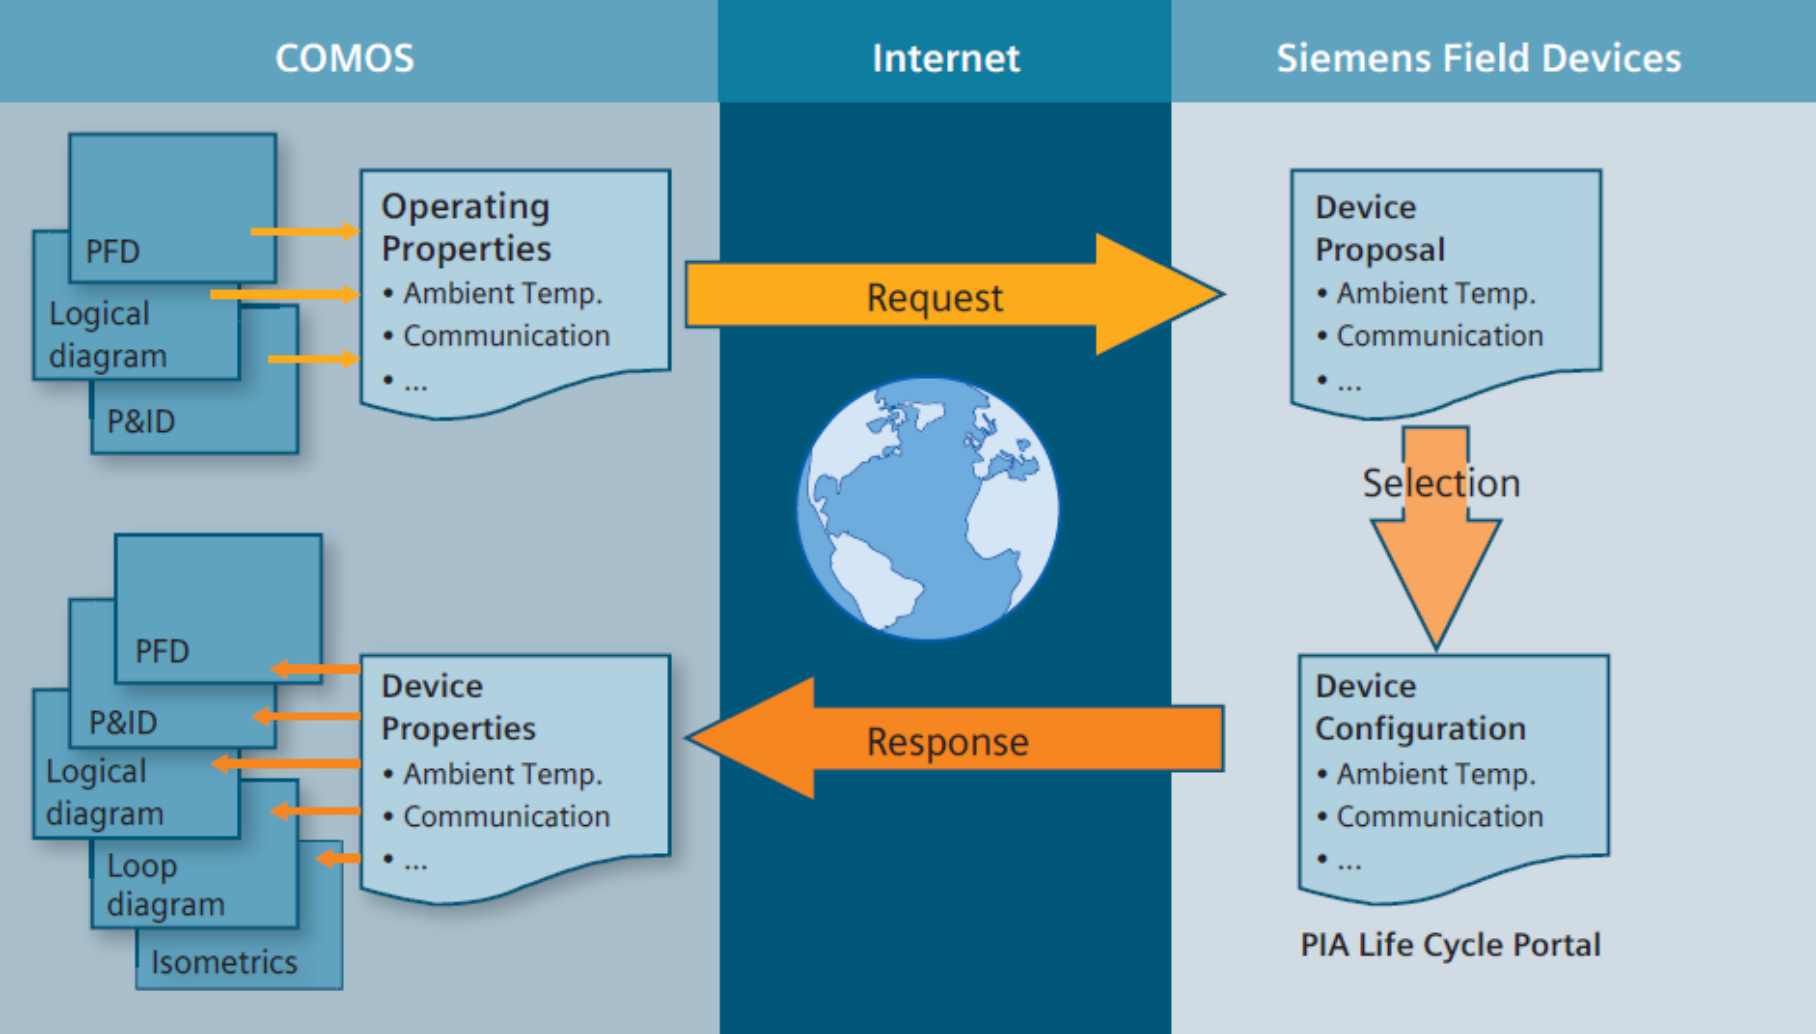 COMOS
Internet
Siemens Field Devices
PFD
Logical
diagram
P&ID
Operating
Properties
• Ambient Temp.
• Communication
• ...
Request
Device
Proposal
• Ambient Temp.
• Communication
• ...
Selection
PFD
P&ID
Logical
diagram
Loop
diagram
Isometrics
Device
Properties
• Ambient Temp.
• Communication
• ...
Response
Device
Configuration
• Ambient Temp.
• Communication
• ...
PIA Life Cycle Portal